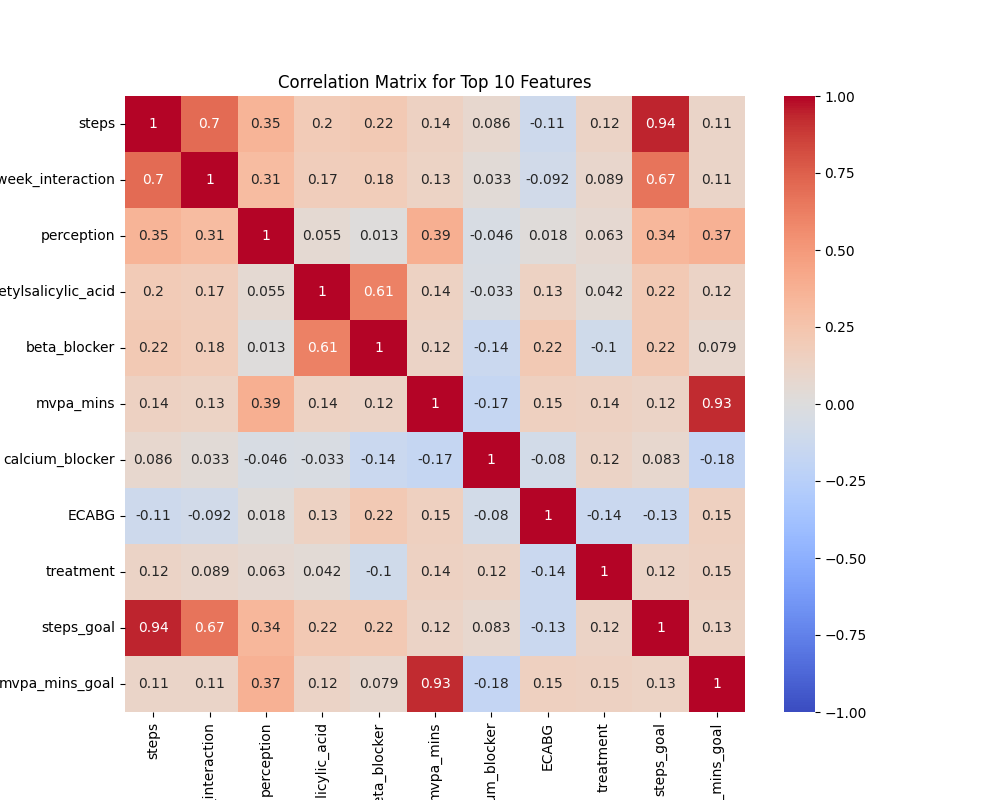 Correlation Matrix for Top 10 Features
steps 1 0.7 0.35 0.2 0.22 0.14 0.086 -0.11 0.12 0.94 0.11
week_interaction 0.7 1 0.31 0.17 0.18 0.13 0.033 -0.092 0.089 0.67 0.11
perception 0.35 0.31 1 0.055 0.013 0.39 -0.046 0.018 0.063 0.34 0.37
etylsalicylic_acid 0.2 0.17 0.055 1 0.61 0.14 -0.033 0.13 0.042 0.22 0.12
beta_blocker 0.22 0.18 0.013 0.61 1 0.12 -0.14 0.22 -0.1 0.22 0.079
mvpa_mins 0.14 0.13 0.39 0.14 0.12 1 -0.17 0.15 0.14 0.12 0.93
calcium_blocker 0.086 0.033 -0.046 -0.033 -0.14 -0.17 1 -0.08 0.12 0.083 -0.18
ECABG -0.11 -0.092 0.018 0.13 0.22 0.15 -0.08 1 -0.14 -0.13 0.15
treatment 0.12 0.089 0.063 0.042 -0.1 0.14 0.12 -0.14 1 0.12 0.15
steps_goal 0.94 0.67 0.34 0.22 0.22 0.12 0.083 -0.13 0.12 1 0.13
mvpa_mins_goal 0.11 0.11 0.37 0.12 0.079 0.93 -0.18 0.15 0.15 0.13 1
steps
_interaction
perception
licylic_acid
eta_blocker
mvpa_mins
um_blocker
ECABG
treatment
steps_goal
_mins_goal
1.00
0.75
0.50
0.25
0.00
−0.25
−0.50
−0.75
−1.00